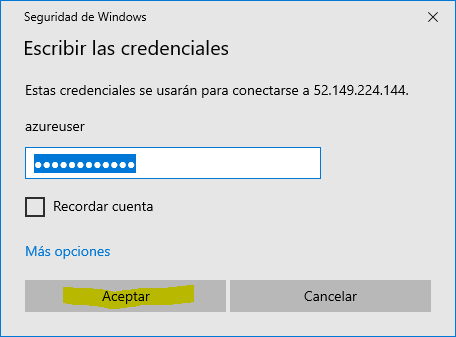 Seguridad de Windows
Escribir las credenciales
Estas credenciales se usarán para conectarse a 52.149.224.144.
azureuser
●●●●●●●●●●●●
Recordar cuenta
Más opciones
Aceptar
Cancelar